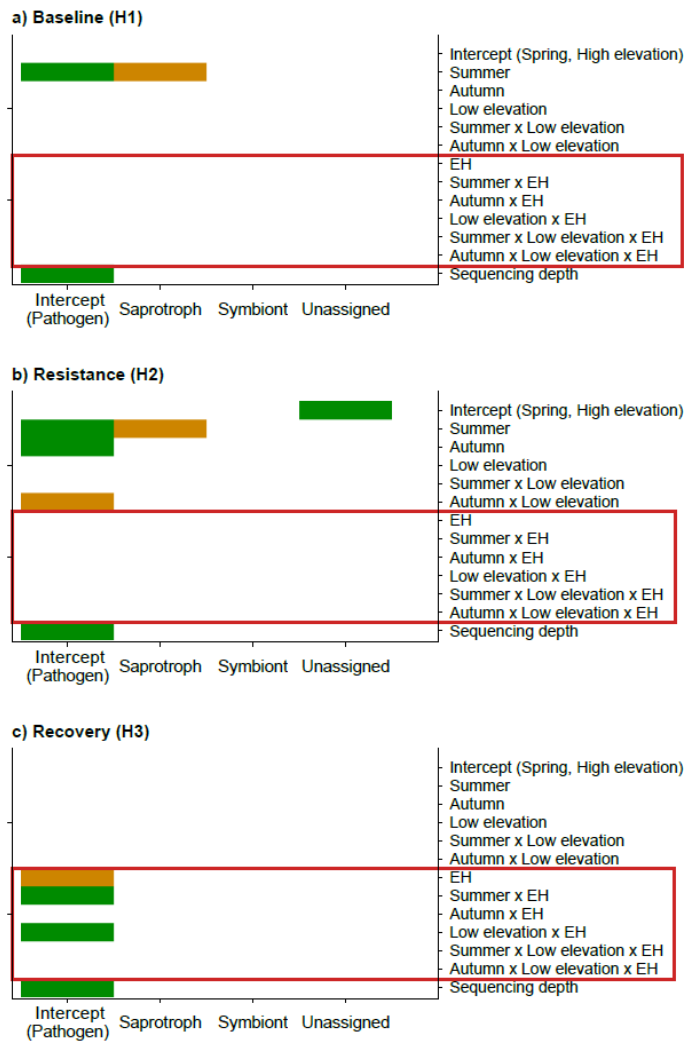 a) Baseline (H1)
Intercept (Spring, High elevation)
Summer
Autumn
Low elevation
Summer x Low elevation
Autumn x Low elevation
EH
Summer x EH
Autumn x EH
Low elevation x EH
Summer x Low elevation x EH
Autumn x Low elevation x EH
Sequencing depth
Intercept
(Pathogen)
Saprotroph
Symbiont
Unassigned
b) Resistance (H2)
Intercept (Spring, High elevation)
Summer
Autumn
Low elevation
Summer x Low elevation
Autumn x Low elevation
EH
Summer x EH
Autumn x EH
Low elevation x EH
Summer x Low elevation x EH
Autumn x Low elevation x EH
Sequencing depth
Intercept
(Pathogen)
Saprotroph
Symbiont
Unassigned
c) Recovery (H3)
Intercept (Spring, High elevation)
Summer
Autumn
Low elevation
Summer x Low elevation
Autumn x Low elevation
EH
Summer x EH
Autumn x EH
Low elevation x EH
Summer x Low elevation x EH
Autumn x Low elevation x EH
Sequencing depth
Intercept
(Pathogen)
Saprotroph
Symbiont
Unassigned